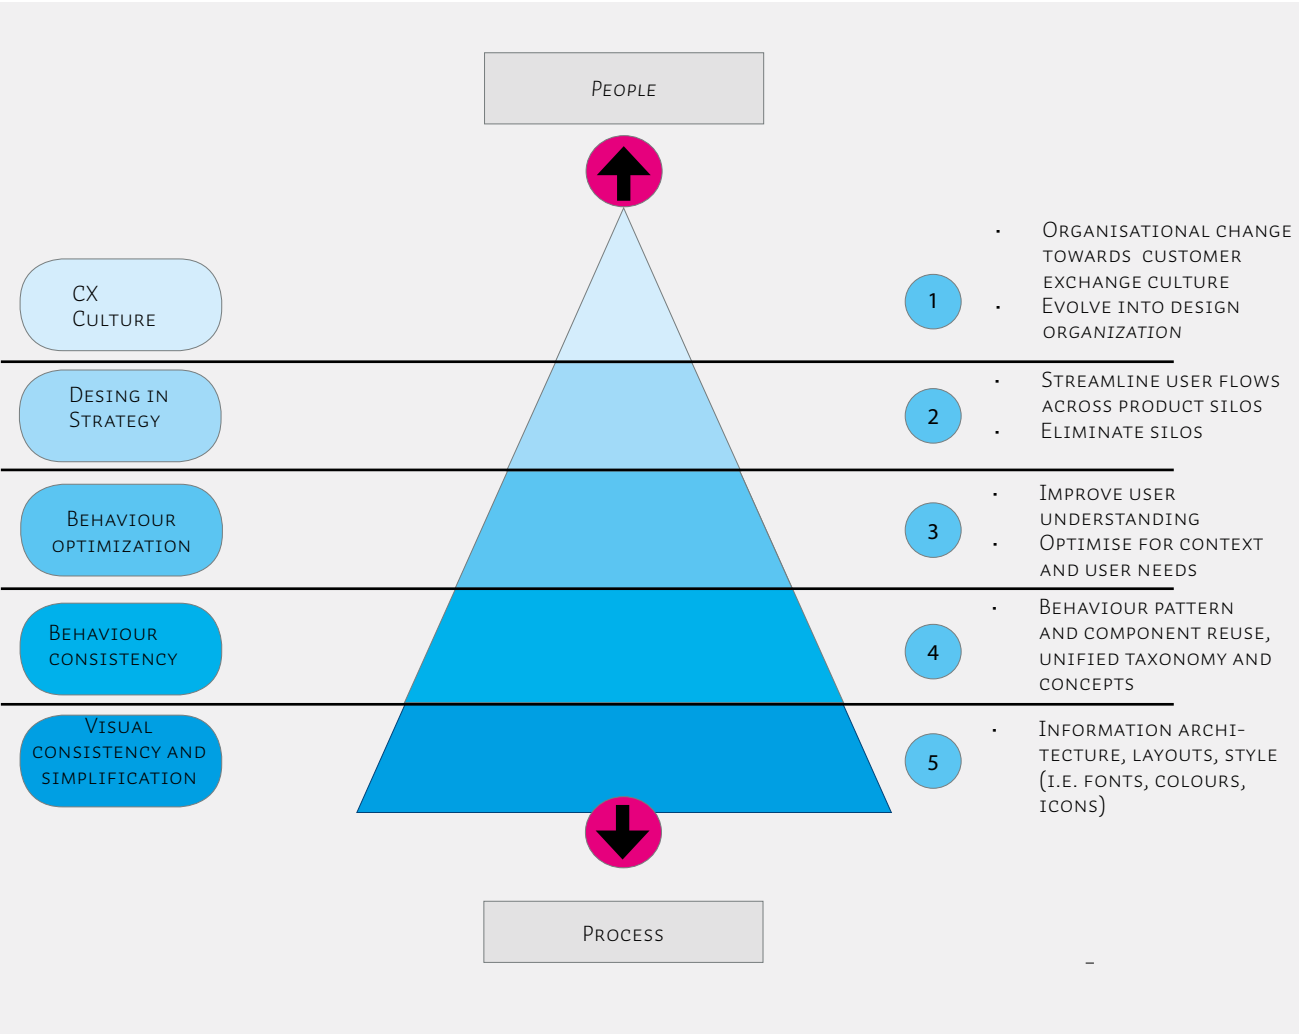 People
CX
Culture
1
• Organisational change
towards customer
exchange culture
• Evolve into design
organization
Desing in
Strategy
2
• Streamline user flows
across product silos
• Eliminate silos
Behaviour
optimization
3
• Improve user
understanding
• Optimise for context
and user needs
Behaviour
consistency
4
• Behaviour pattern
and component reuse,
unified taxonomy and
concepts
Visual
consistency and
simplification
5
• Information archi-
tecture, layouts, style
(i.e. fonts, colours,
icons)
Process
–